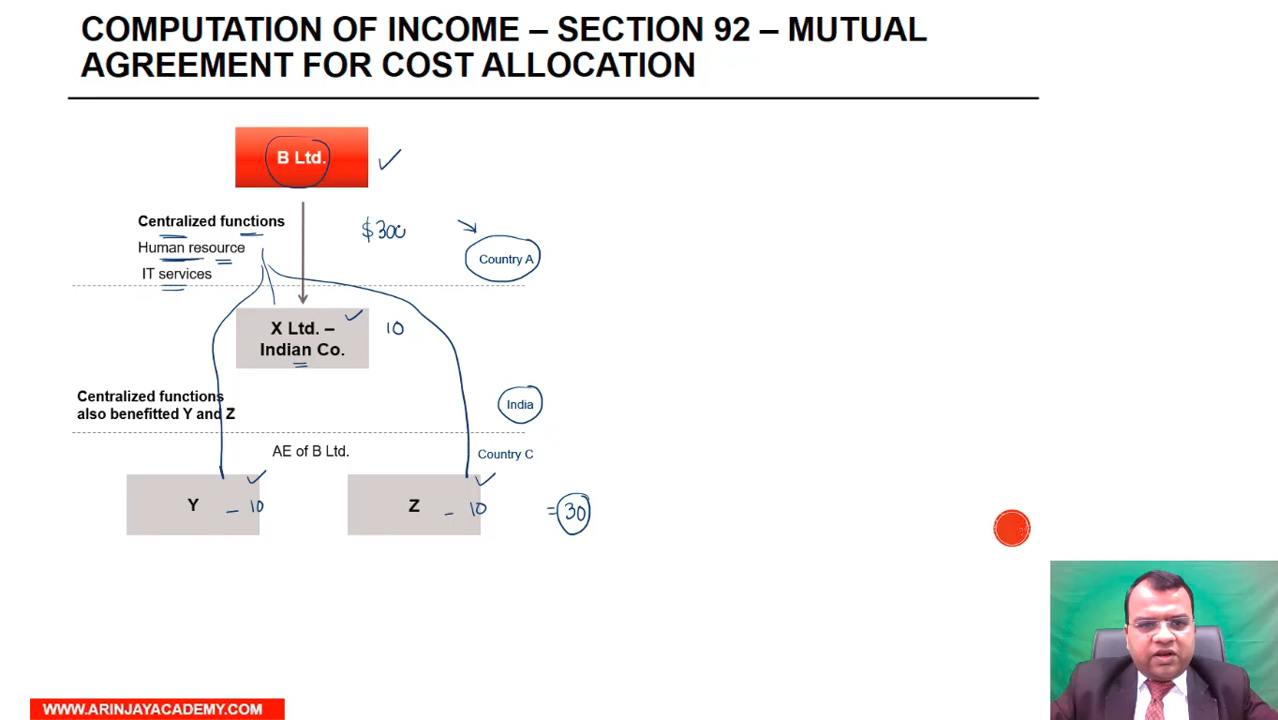 COMPUTATION OF INCOME – SECTION 92 – MUTUAL
AGREEMENT FOR COST ALLOCATION
B Ltd.
Centralized functions
Human resource
IT services
$300
Country A
X Ltd. –
Indian Co.
10
Centralized functions
also benefitted Y and Z
India
AE of B Ltd.
Country C
Y – 10
Z – 10
= 30
WWW.ARINJAYACADEMY.COM